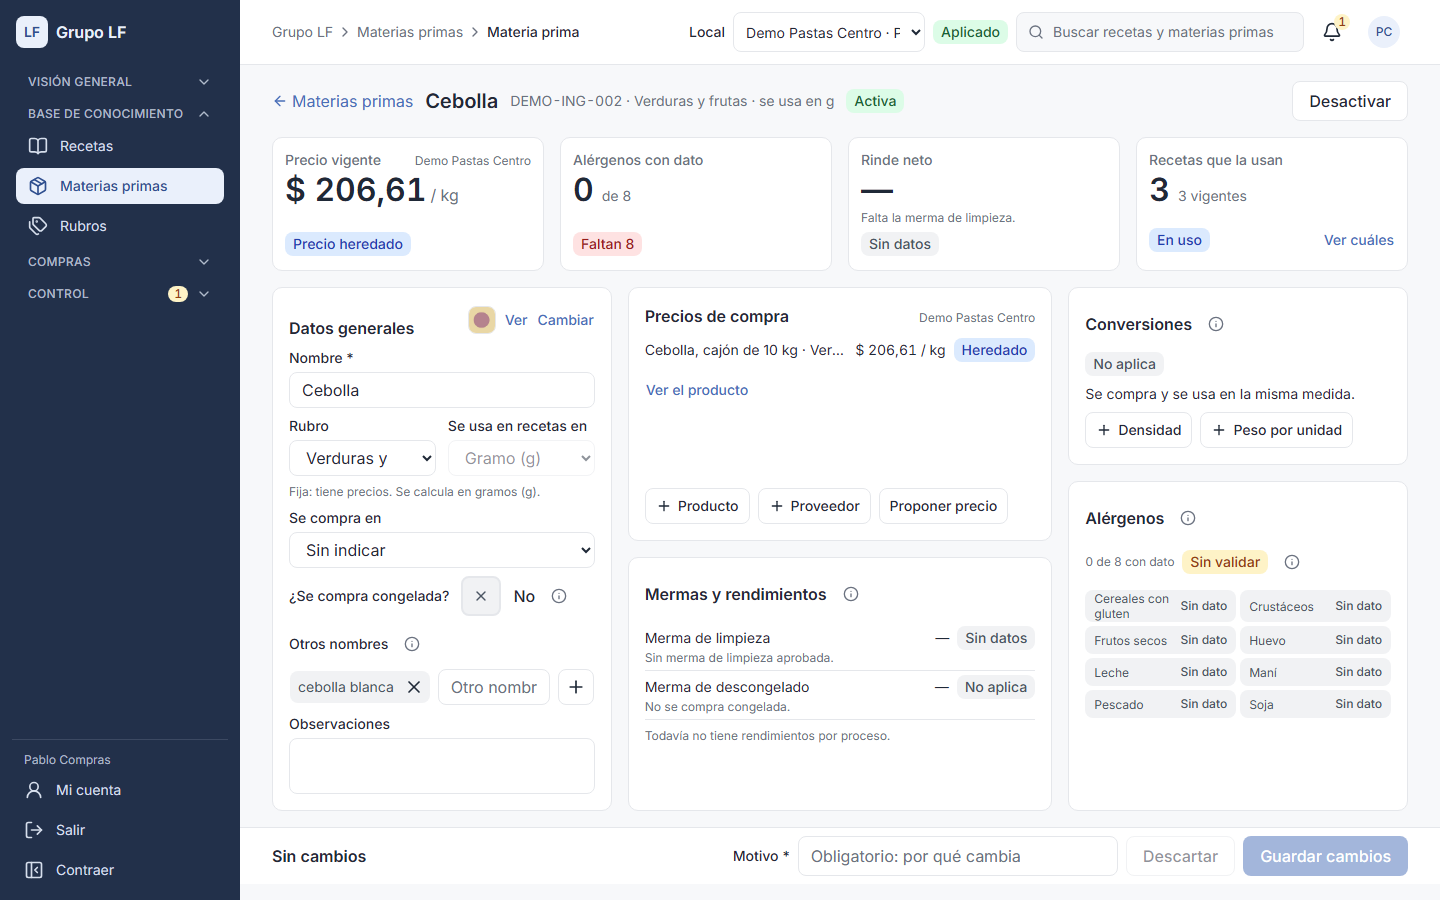 LF Grupo LF
VISIÓN GENERAL
BASE DE CONOCIMIENTO
Recetas
Materias primas
Rubros
COMPRAS
CONTROL 1
Pablo Compras
Mi cuenta
Salir
Contraer
Grupo LF > Materias primas > Materia prima
Local Demo Pastas Centro · P Aplicado Buscar recetas y materias primas 1 PC
← Materias primas Cebolla DEMO-ING-002 · Verduras y frutas · se usa en g Activa Desactivar
Precio vigente Demo Pastas Centro
$ 206,61 / kg
Precio heredado
Alérgenos con dato
0 de 8
Faltan 8
Rinde neto
—
Falta la merma de limpieza.
Sin datos
Recetas que la usan
3 3 vigentes
En uso Ver cuáles
Datos generales Ver Cambiar
Nombre *
Cebolla
Rubro Se usa en recetas en
Verduras y Gramo (g)
Fija: tiene precios. Se calcula en gramos (g).
Se compra en
Sin indicar
¿Se compra congelada? No
Otros nombres
cebolla blanca Otro nombr
Observaciones
Precios de compra Demo Pastas Centro
Cebolla, cajón de 10 kg · Ver... $ 206,61 / kg Heredado
Ver el producto
+ Producto + Proveedor Proponer precio
Mermas y rendimientos
Merma de limpieza — Sin datos
Sin merma de limpieza aprobada.
Merma de descongelado — No aplica
No se compra congelada.
Todavía no tiene rendimientos por proceso.
Conversiones
No aplica
Se compra y se usa en la misma medida.
+ Densidad + Peso por unidad
Alérgenos
0 de 8 con dato Sin validar
Cereales con gluten Sin dato Crustáceos Sin dato
Frutos secos Sin dato Huevo Sin dato
Leche Sin dato Maní Sin dato
Pescado Sin dato Soja Sin dato
Sin cambios Motivo * Obligatorio: por qué cambia Descartar Guardar cambios